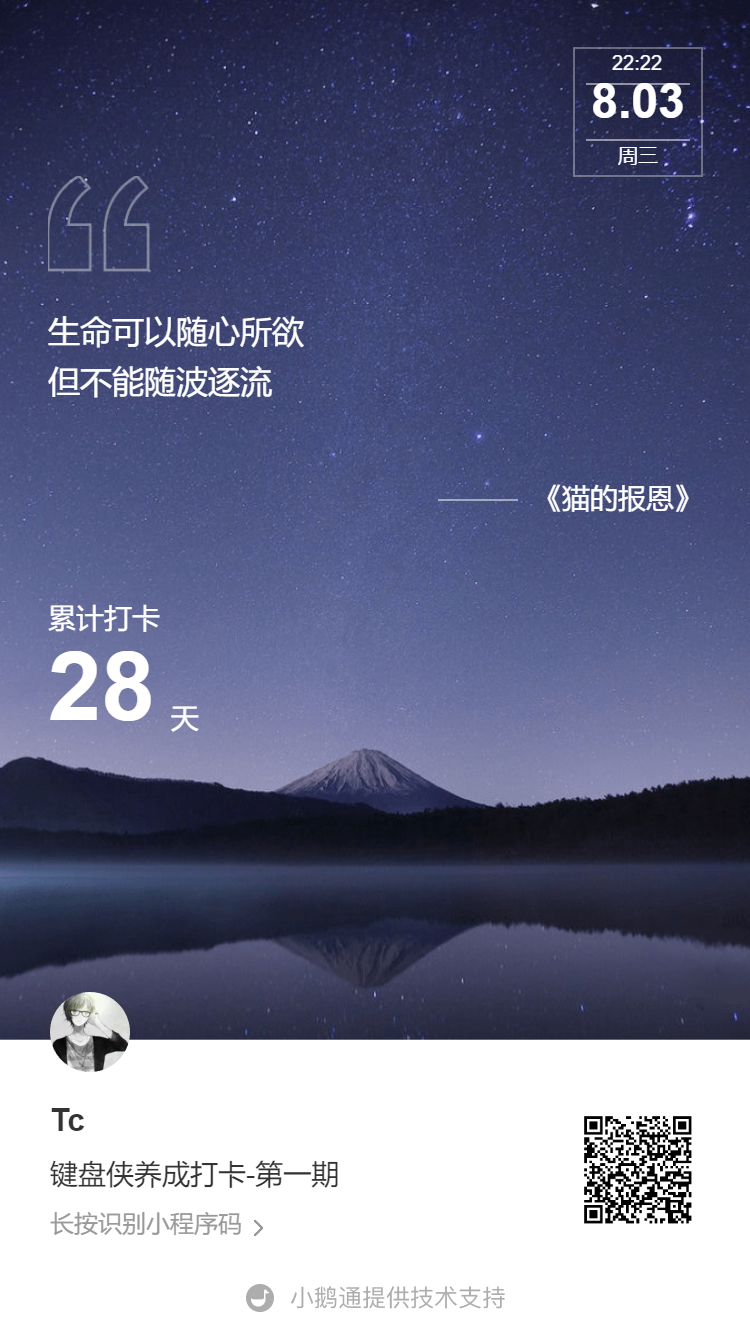 22:22
8.03
周三
生命可以随心所欲
但不能随波逐流
《猫的报恩》
累计打卡
28 天
Tc
键盘侠养成打卡-第一期
长按识别小程序码
小鹅通提供技术支持